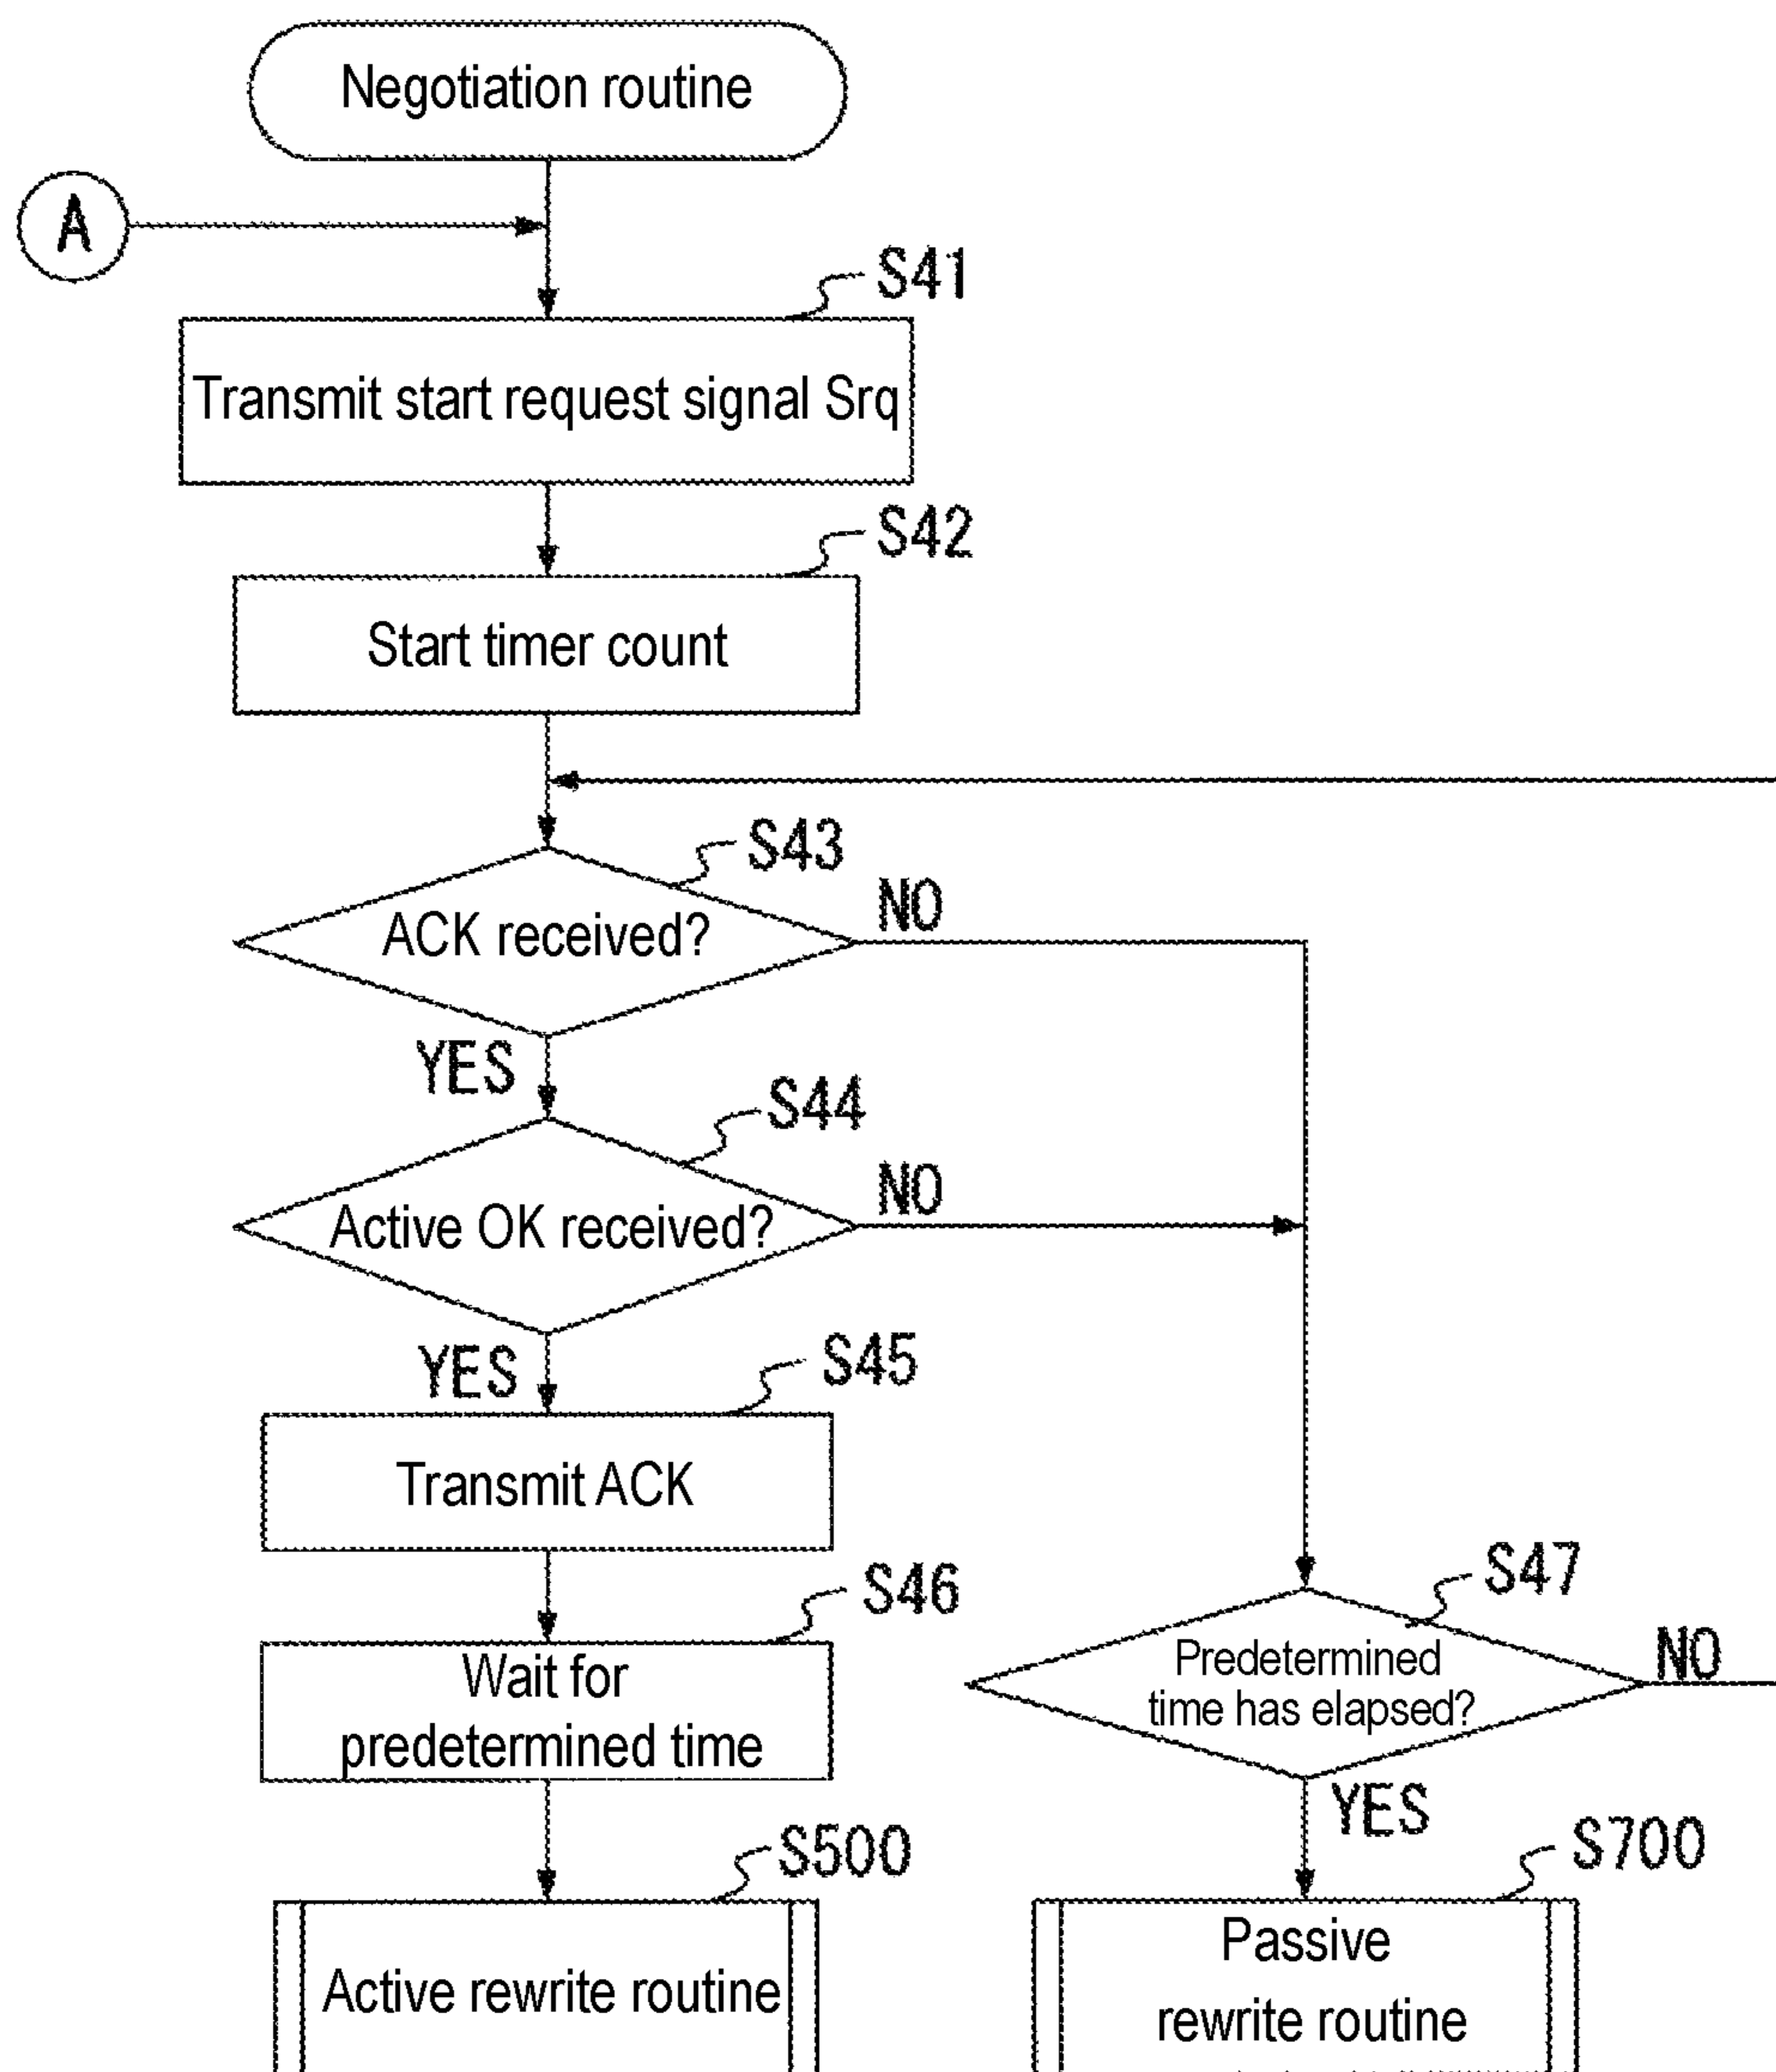 Negotiation routine
A
S41
Transmit start request signal Srq
S42
Start timer count
S43
ACK received?
NO
YES
S44
Active OK received?
NO
YES
S45
Transmit ACK
S46
Wait for
predetermined time
S47
Predetermined
time has elapsed?
NO
YES
S500
Active rewrite routine
S700
Passive
rewrite routine